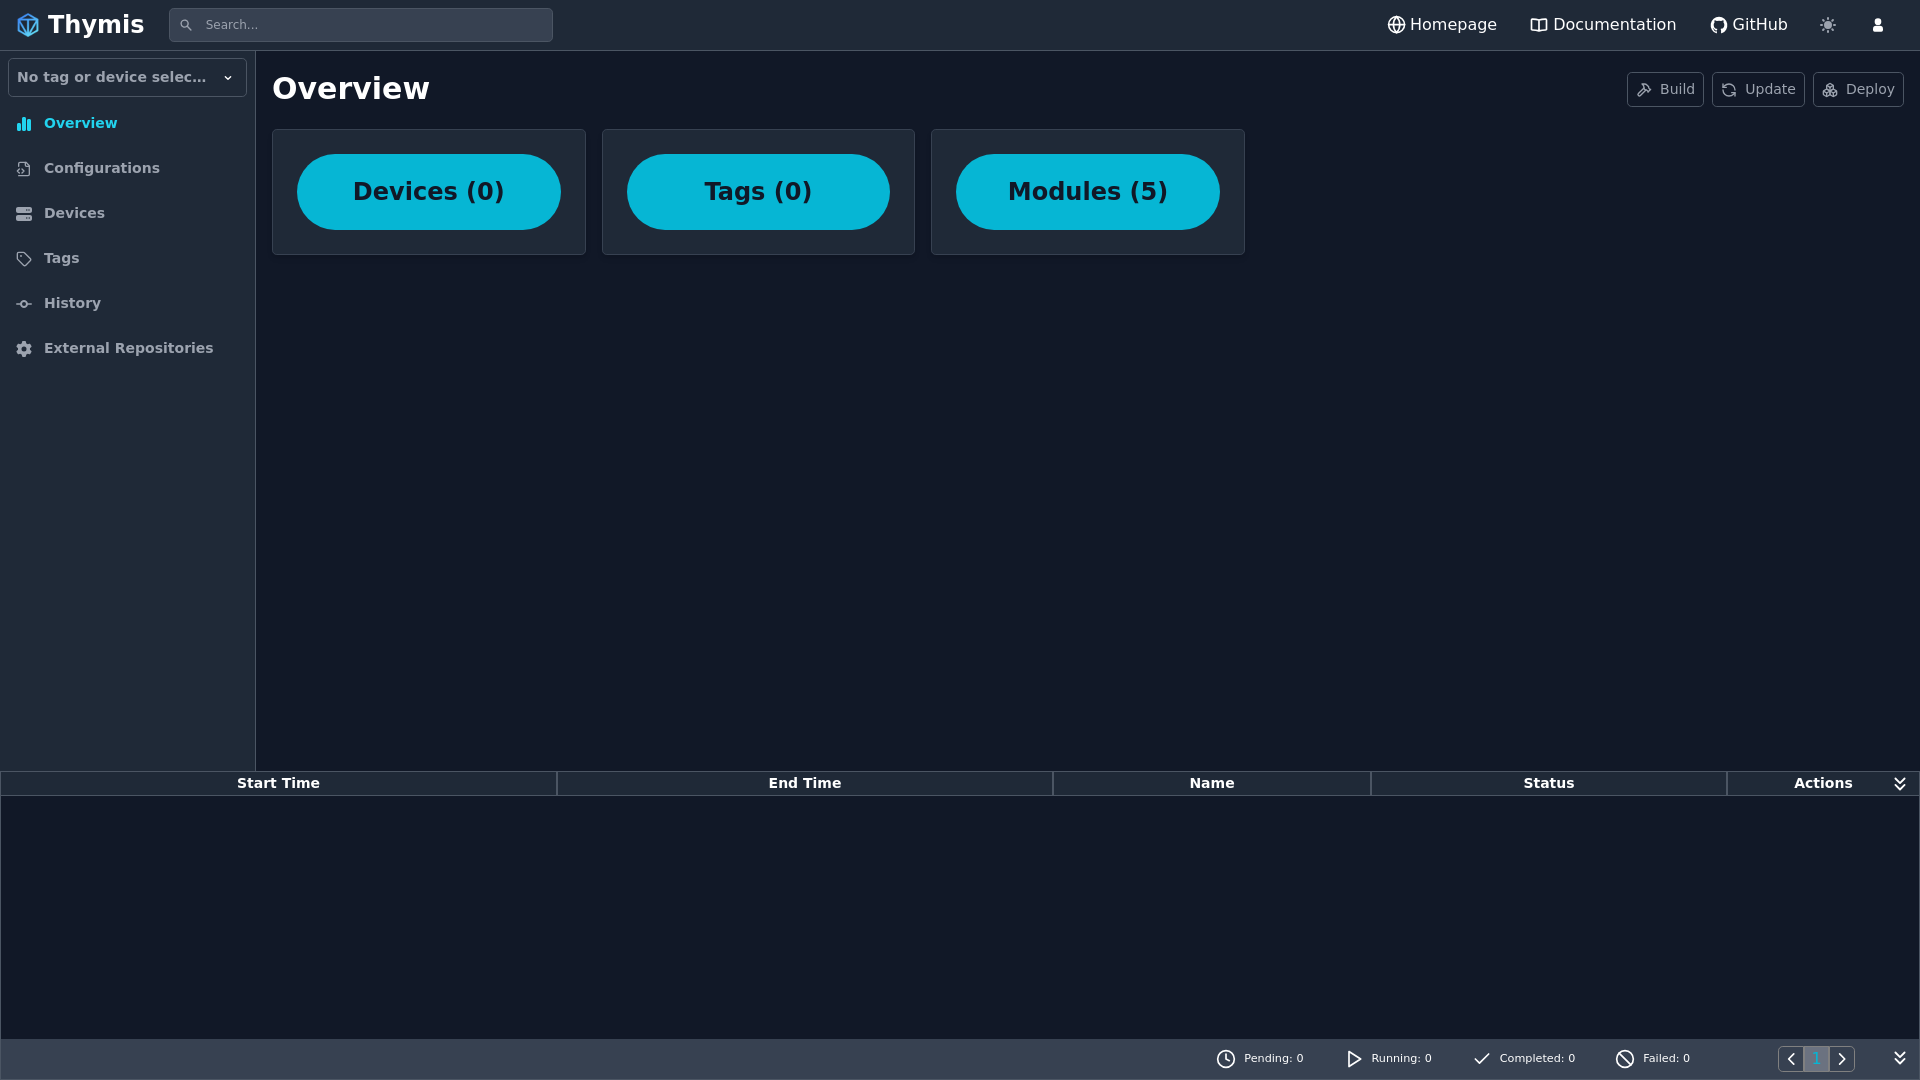 Thymis
Search...
Homepage
Documentation
GitHub
No tag or device selec...
Overview
Configurations
Devices
Tags
History
External Repositories
Overview
Build
Update
Deploy
Devices (0)
Tags (0)
Modules (5)
Start Time
End Time
Name
Status
Actions
Pending: 0
Running: 0
Completed: 0
Failed: 0
1